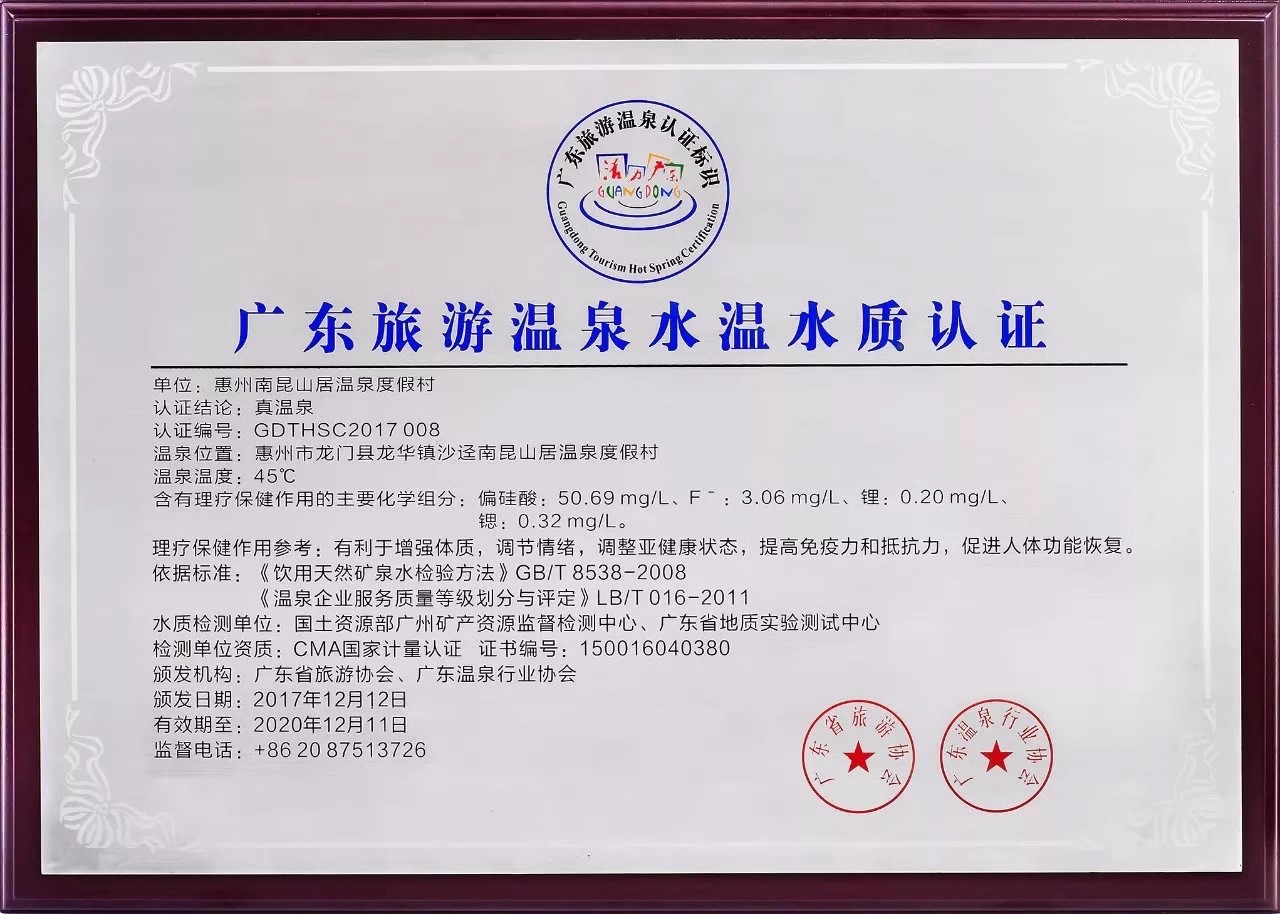 广东旅游温泉认证标识
活力广东
GUANGDONG
Guangdong Tourism Hot Spring Certification
广东旅游温泉水温水质认证
单位：惠州南昆山居温泉度假村
认证结论：真温泉
认证编号：GDTHSC2017 008
温泉位置：惠州市龙门县龙华镇沙迳南昆山居温泉度假村
温泉温度：45℃
含有理疗保健作用的主要化学组分：偏硅酸：50.69 mg/L、F⁻：3.06 mg/L、锂：0.20 mg/L、
锶：0.32 mg/L。
理疗保健作用参考：有利于增强体质，调节情绪，调整亚健康状态，提高免疫力和抵抗力，促进人体功能恢复。
依据标准：《饮用天然矿泉水检验方法》GB/T 8538-2008
《温泉企业服务质量等级划分与评定》LB/T 016-2011
水质检测单位：国土资源部广州矿产资源监督检测中心、广东省地质实验测试中心
检测单位资质：CMA国家计量认证 证书编号：150016040380
颁发机构：广东省旅游协会、广东温泉行业协会
颁发日期：2017年12月12日
有效期至：2020年12月11日
监督电话：+86 20 87513726
广东省旅游协会
广东温泉行业协会